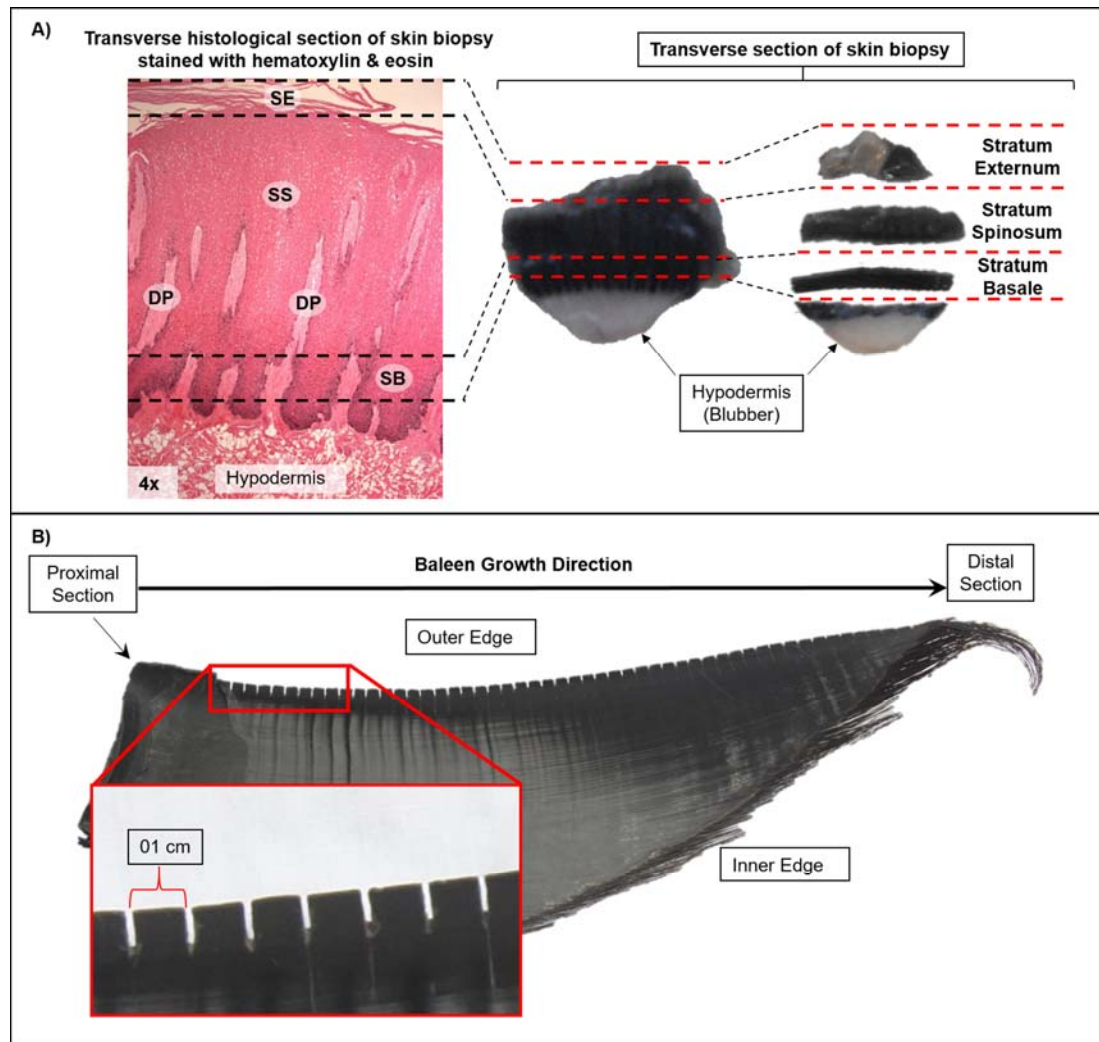 A)
Transverse histological section of skin biopsy
stained with hematoxylin & eosin
SE
SS
DP
DP
SB
4x
Hypodermis
Transverse section of skin biopsy
Stratum
Externum
Stratum
Spinosum
Stratum
Basale
Hypodermis
(Blubber)
B)
Proximal
Section
Baleen Growth Direction
Distal
Section
Outer Edge
01 cm
Inner Edge